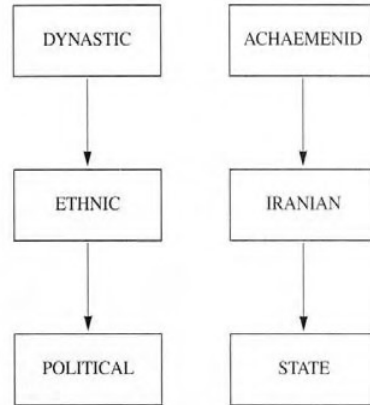 DYNASTIC
ACHAEMENID
ETHNIC
IRANIAN
POLITICAL
STATE